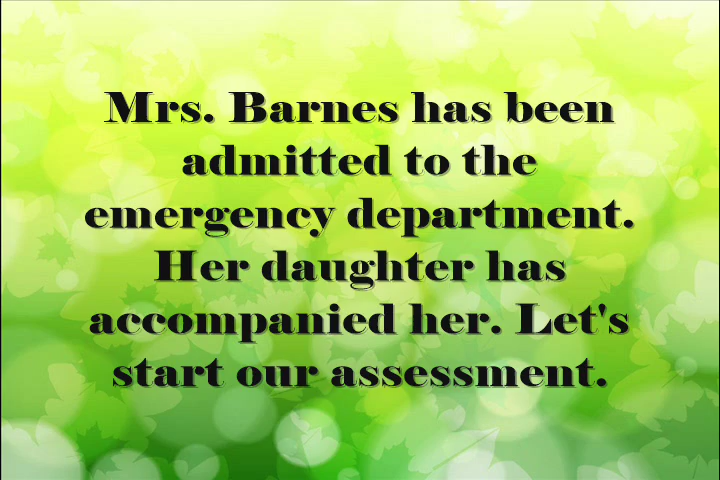 Mrs. Barnes has been
admitted to the
emergency department.
Her daughter has
accompanied her. Let's
start our assessment.